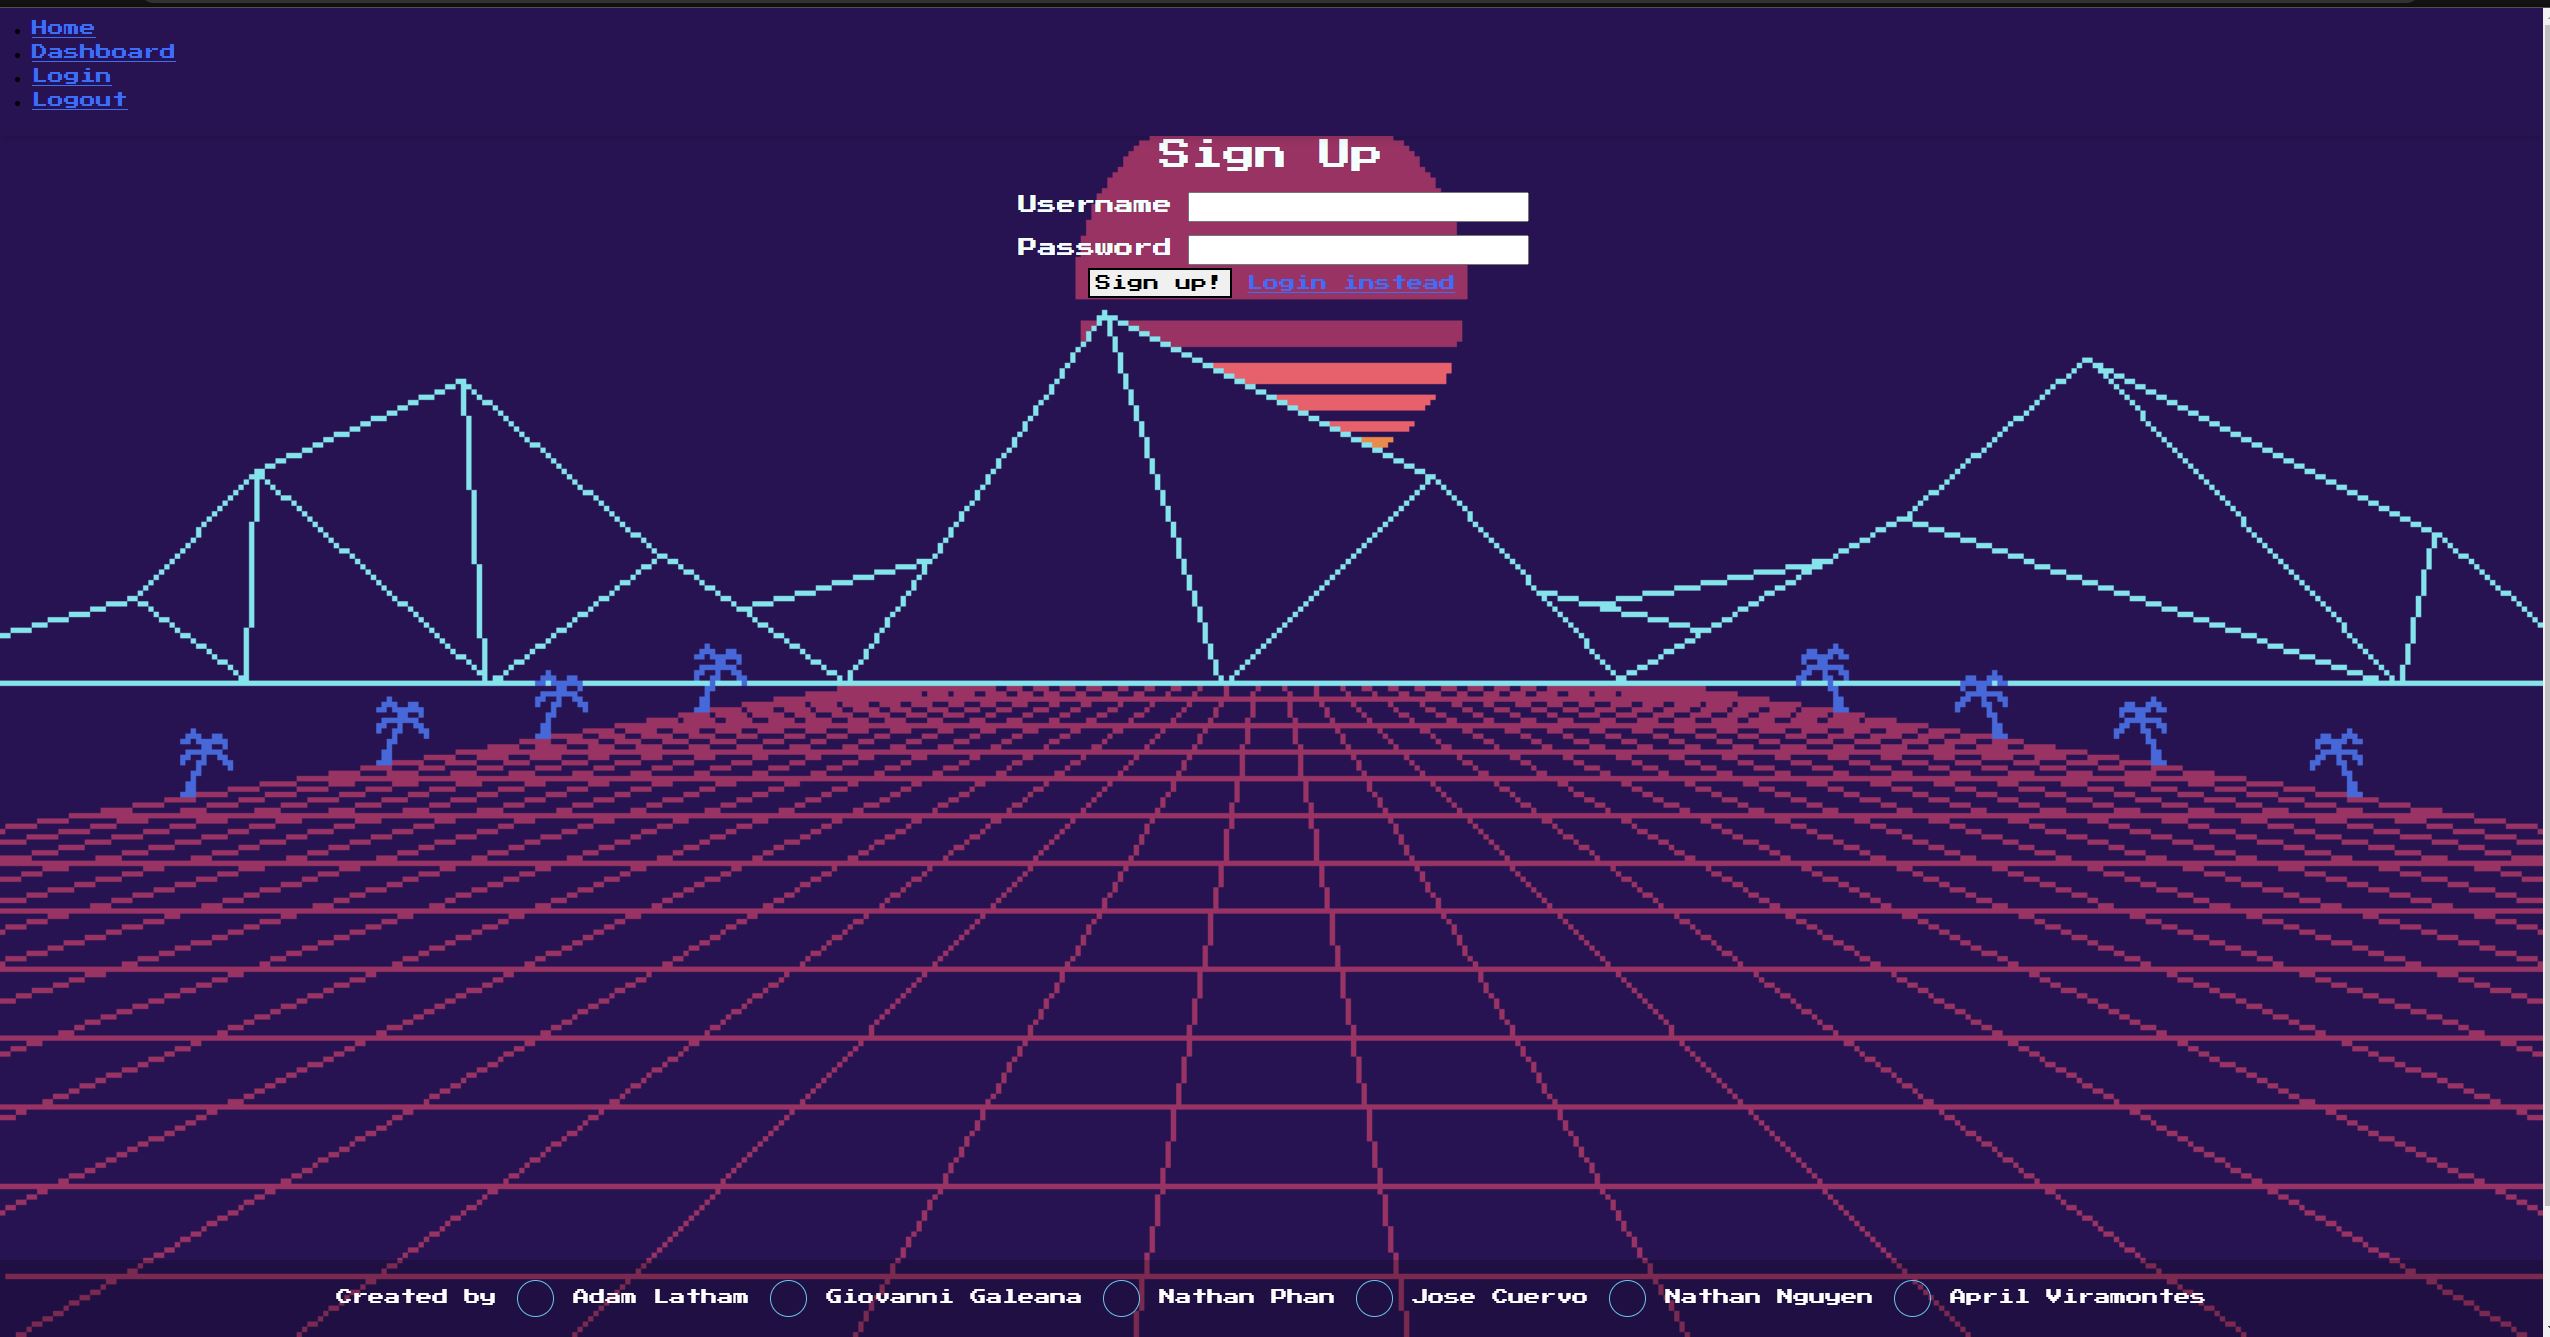 Home
Dashboard
Login
Logout
Sign Up
Username
Password
Sign up! Login instead
Created by Adam Latham Giovanni Galeana Nathan Phan Jose Cuervo Nathan Nguyen April Viramontes